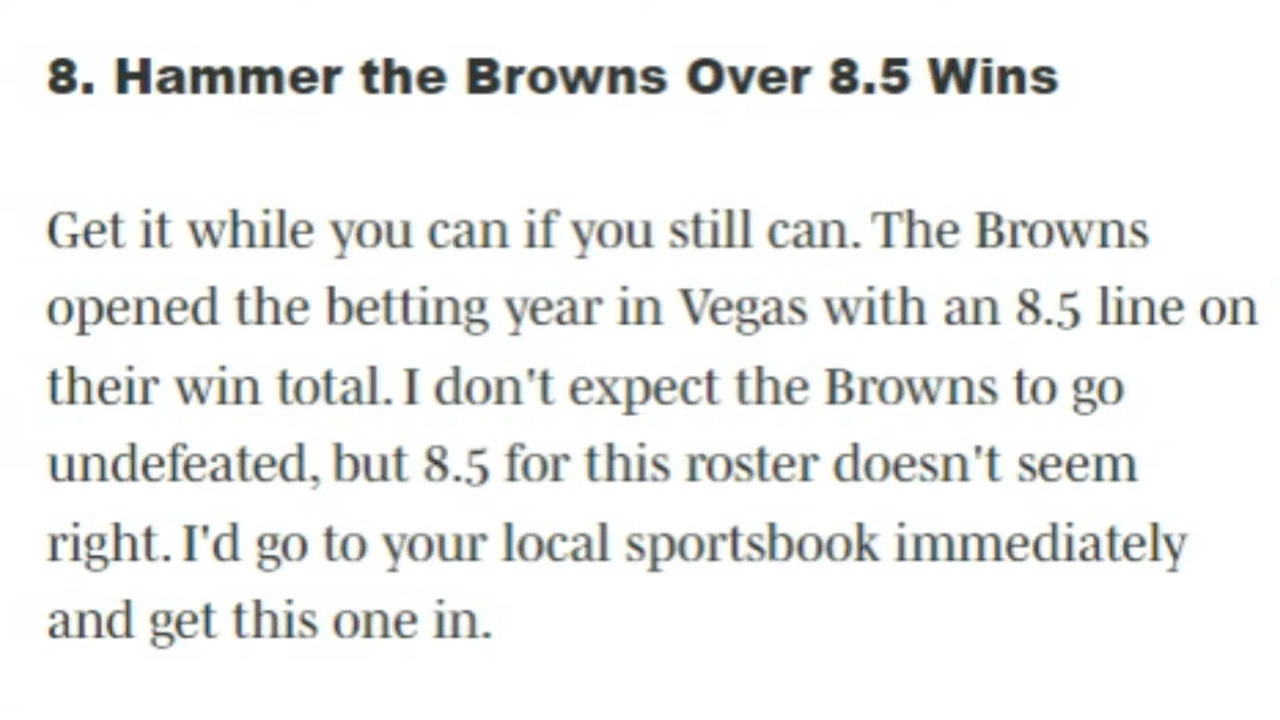 8. Hammer the Browns Over 8.5 Wins
Get it while you can if you still can. The Browns
opened the betting year in Vegas with an 8.5 line on
their win total. I don't expect the Browns to go
undefeated, but 8.5 for this roster doesn't seem
right. I'd go to your local sportsbook immediately
and get this one in.